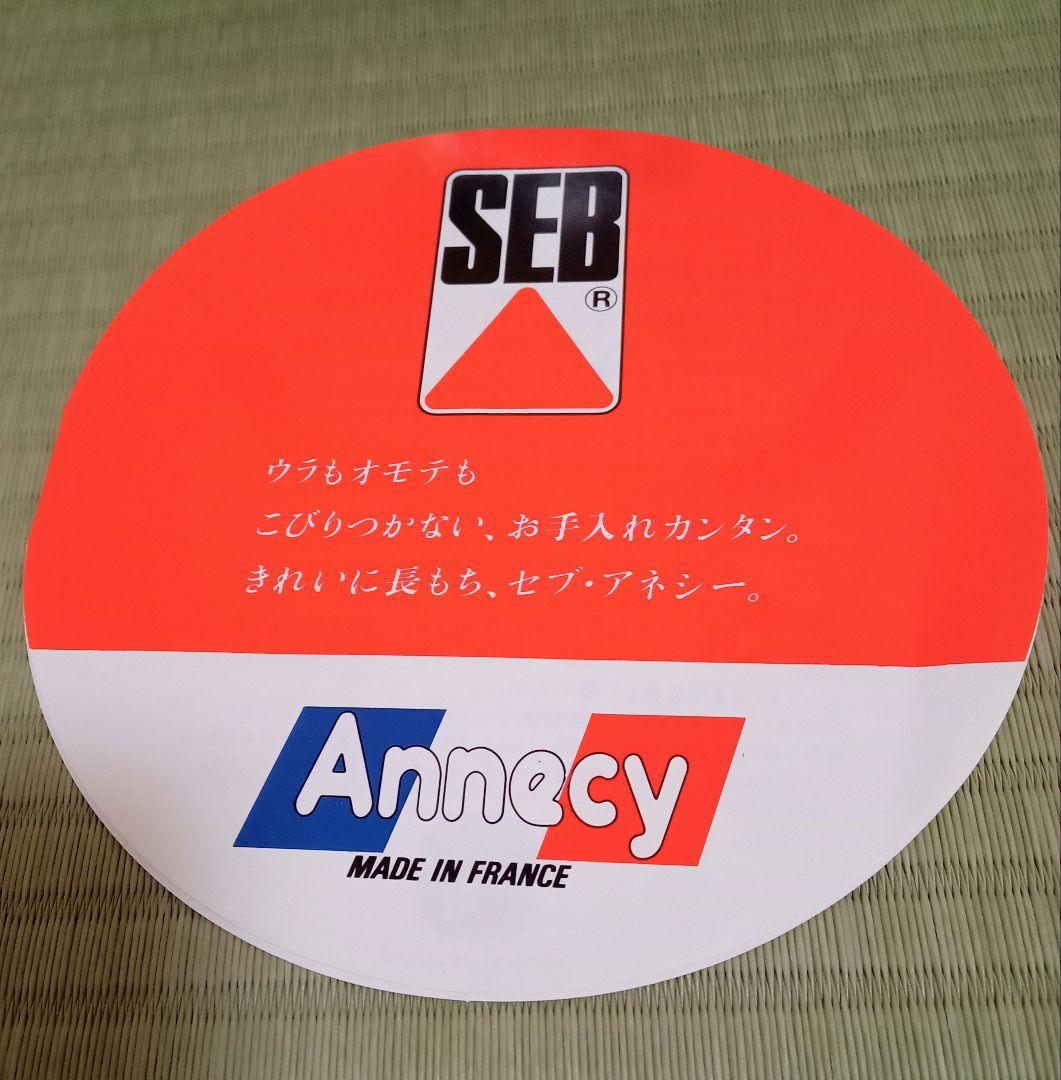 SEB
®
ウラもオモテも
こびりつかない、お手入れカンタン。
きれいに長もち、セブ・アネシー。
Annecy
MADE IN FRANCE